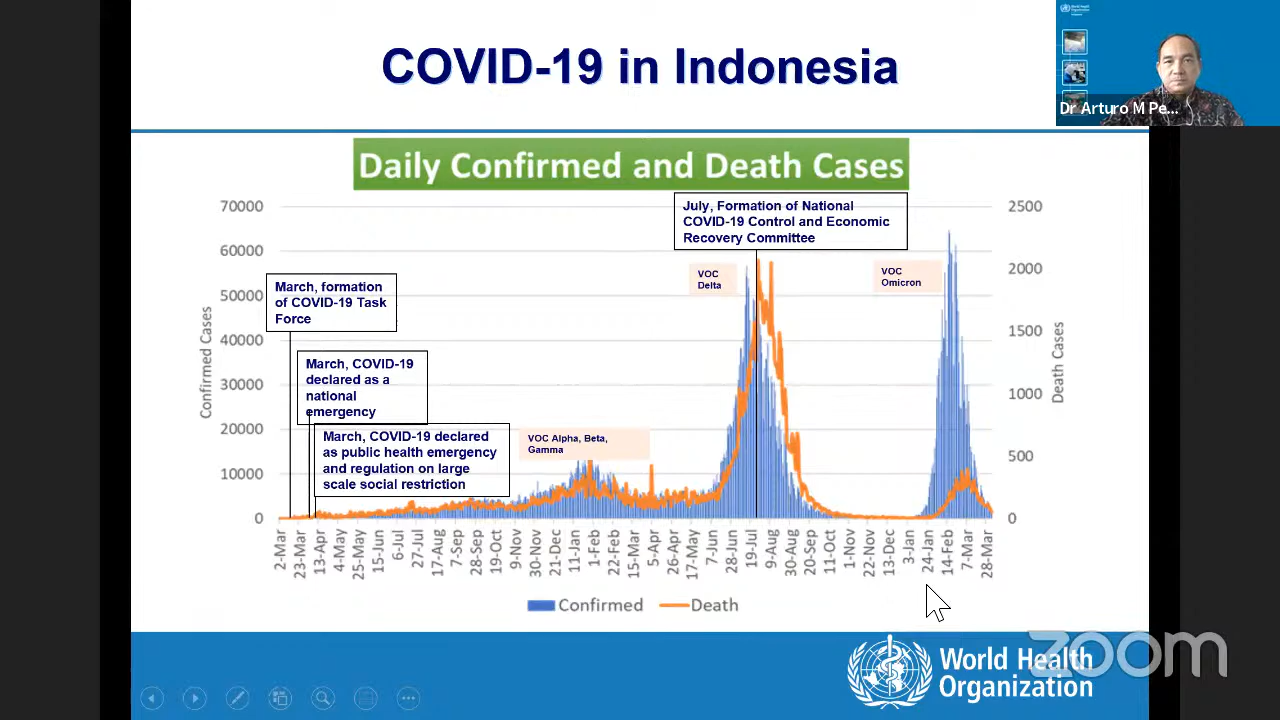 COVID-19 in Indonesia
World Health
Organization
Dr Arturo M Pe...
Daily Confirmed and Death Cases
July, Formation of National
COVID-19 Control and Economic
Recovery Committee
VOC
Delta
VOC
Omicron
March, formation
of COVID-19 Task
Force
March, COVID-19
declared as a
national
emergency
March, COVID-19 declared
as public health emergency
and regulation on large
scale social restriction
VOC Alpha, Beta,
Gamma
Confirmed Cases
70000
60000
50000
40000
30000
20000
10000
0
Death Cases
2500
2000
1500
1000
500
0
2-Mar
23-Mar
13-Apr
4-May
25-May
15-Jun
6-Jul
27-Jul
17-Aug
7-Sep
28-Sep
19-Oct
9-Nov
30-Nov
21-Dec
11-Jan
1-Feb
22-Feb
15-Mar
5-Apr
26-Apr
17-May
7-Jun
28-Jun
19-Jul
9-Aug
30-Aug
20-Sep
11-Oct
1-Nov
22-Nov
13-Dec
3-Jan
24-Jan
14-Feb
7-Mar
28-Mar
Confirmed
Death
World Health
Organization
zoom